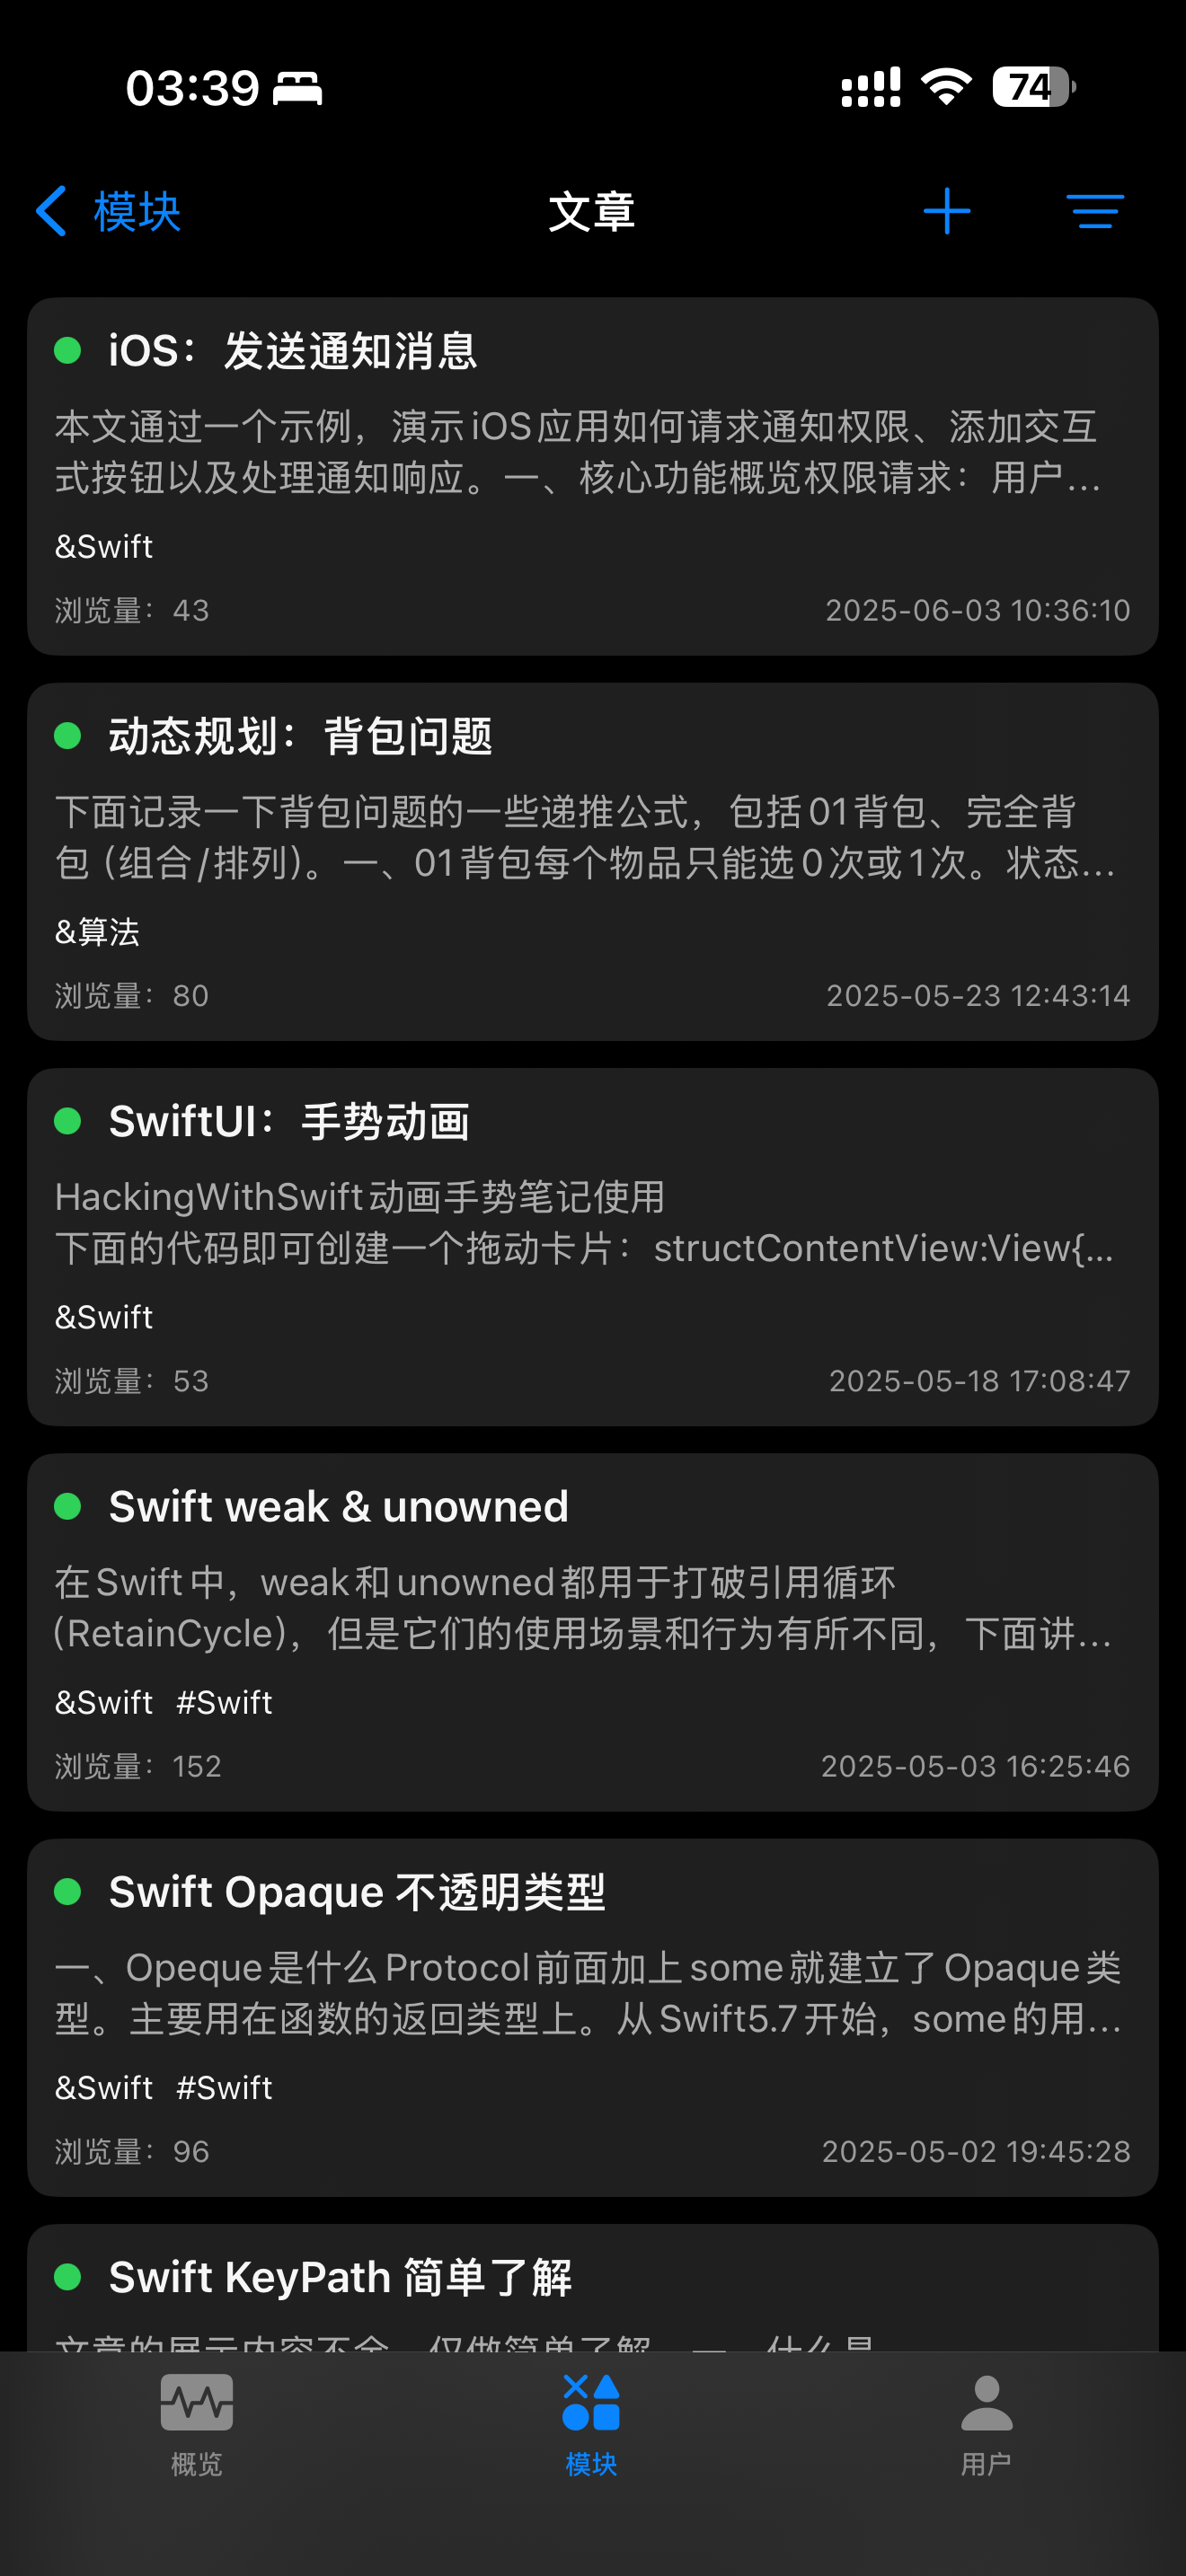 03:39
74
模块
文章
iOS：发送通知消息
本文通过一个示例，演示iOS应用如何请求通知权限、添加交互
式按钮以及处理通知响应。一、核心功能概览权限请求：用户...
&Swift
浏览量：43
2025-06-03 10:36:10
动态规划：背包问题
下面记录一下背包问题的一些递推公式，包括01背包、完全背
包（组合/排列）。一、01背包每个物品只能选0次或1次。状态...
&算法
浏览量：80
2025-05-23 12:43:14
SwiftUI：手势动画
HackingWithSwift动画手势笔记使用
下面的代码即可创建一个拖动卡片：structContentView:View{...
&Swift
浏览量：53
2025-05-18 17:08:47
Swift weak & unowned
在Swift中，weak和unowned都用于打破引用循环
（RetainCycle），但是它们的使用场景和行为有所不同，下面讲...
&Swift #Swift
浏览量：152
2025-05-03 16:25:46
Swift Opaque 不透明类型
一、Opeque是什么Protocol前面加上some就建立了Opaque类
型。主要用在函数的返回类型上。从Swift5.7开始，some的用...
&Swift #Swift
浏览量：96
2025-05-02 19:45:28
Swift KeyPath 简单了解
文章的展示内容不全，仅做简单了解。一、什么是
概览
模块
用户